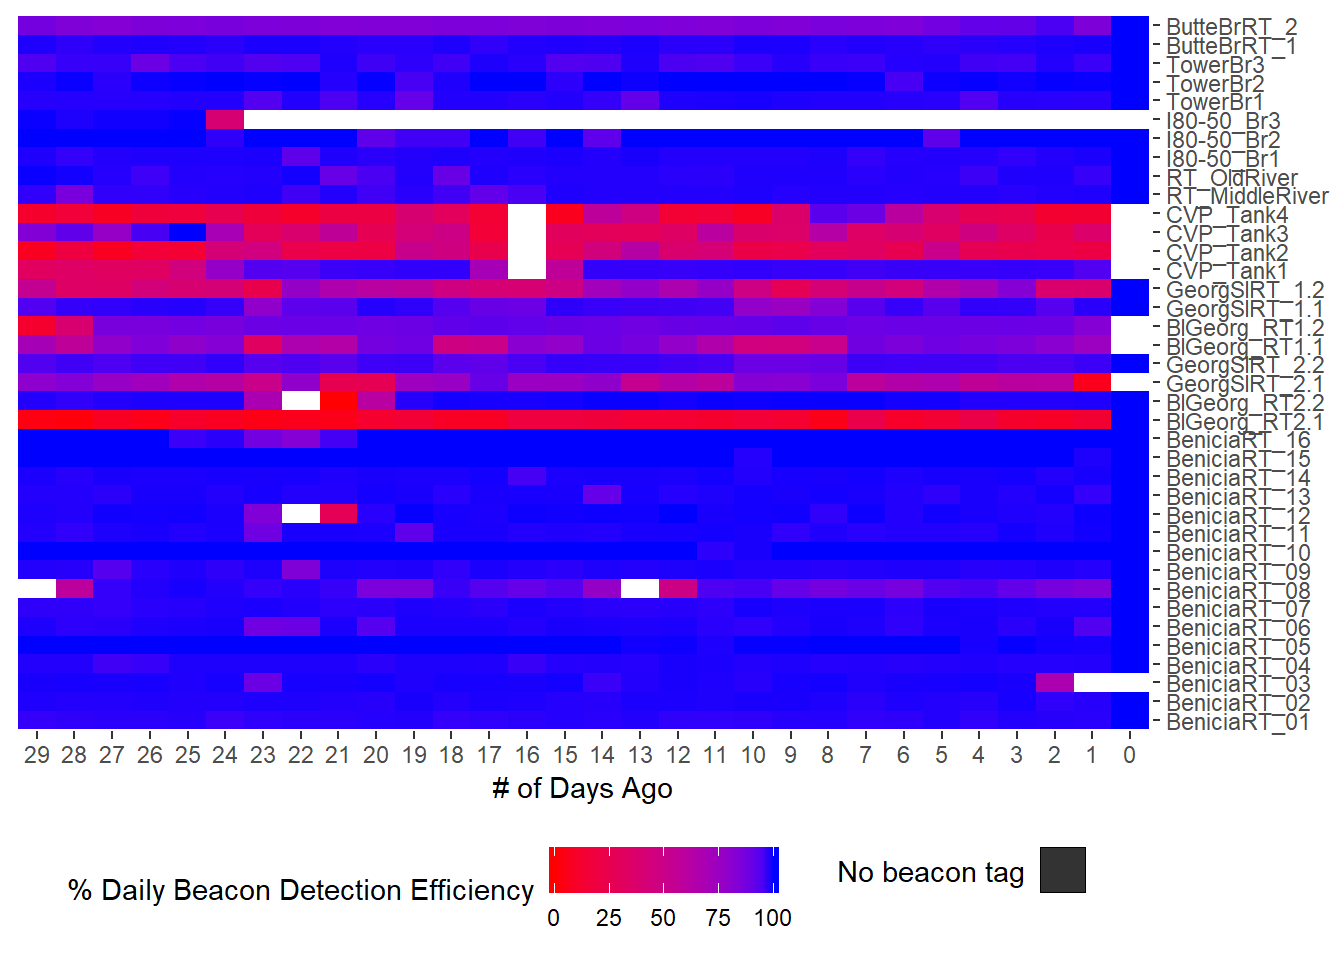 ButteBrRT_2
ButteBrRT_1
TowerBr3
TowerBr2
TowerBr1
I80-50_Br3
I80-50_Br2
I80-50_Br1
RT_OldRiver
RT_MiddleRiver
CVP_Tank4
CVP_Tank3
CVP_Tank2
CVP_Tank1
GeorgSlRT_1.2
GeorgSlRT_1.1
BlGeorg_RT1.2
BlGeorg_RT1.1
GeorgSlRT_2.2
GeorgSlRT_2.1
BlGeorg_RT2.2
BlGeorg_RT2.1
BeniciaRT_16
BeniciaRT_15
BeniciaRT_14
BeniciaRT_13
BeniciaRT_12
BeniciaRT_11
BeniciaRT_10
BeniciaRT_09
BeniciaRT_08
BeniciaRT_07
BeniciaRT_06
BeniciaRT_05
BeniciaRT_04
BeniciaRT_03
BeniciaRT_02
BeniciaRT_01
29 28 27 26 25 24 23 22 21 20 19 18 17 16 15 14 13 12 11 10 9 8 7 6 5 4 3 2 1 0
# of Days Ago
% Daily Beacon Detection Efficiency
0 25 50 75 100
No beacon tag